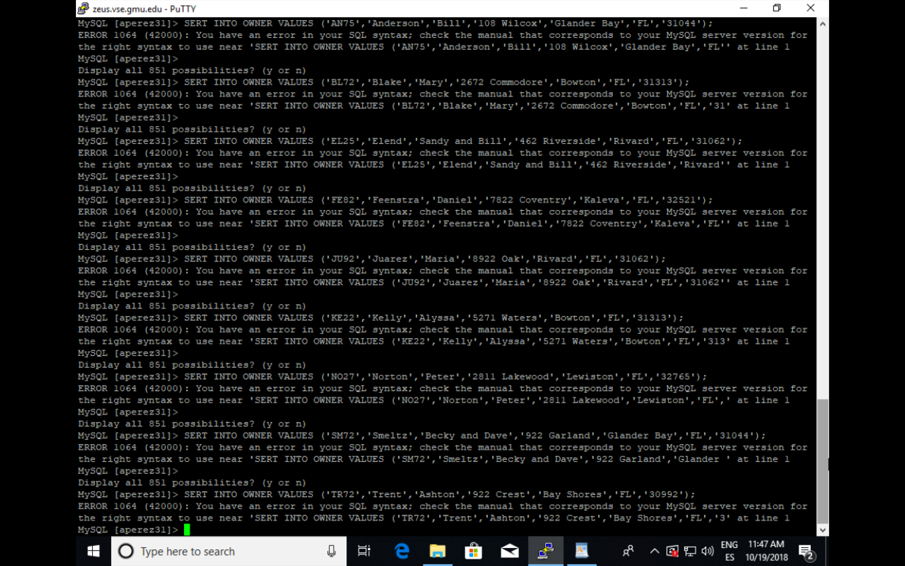 zeus.vse.gmu.edu - PuTTY
MySQL [aperez31]> SERT INTO OWNER VALUES ('AN75','Anderson','Bill','108 Wilcox','Glander Bay','FL','31044');
ERROR 1064 (42000): You have an error in your SQL syntax; check the manual that corresponds to your MySQL server version for
the right syntax to use near 'SERT INTO OWNER VALUES ('AN75','Anderson','Bill','108 Wilcox','Glander Bay','FL'' at line 1
MySQL [aperez31]>
Display all 851 possibilities? (y or n)
MySQL [aperez31]> SERT INTO OWNER VALUES ('BL72','Blake','Mary','2672 Commodore','Bowton','FL','31313');
ERROR 1064 (42000): You have an error in your SQL syntax; check the manual that corresponds to your MySQL server version for
the right syntax to use near 'SERT INTO OWNER VALUES ('BL72','Blake','Mary','2672 Commodore','Bowton','FL','31' at line 1
MySQL [aperez31]>
Display all 851 possibilities? (y or n)
MySQL [aperez31]> SERT INTO OWNER VALUES ('EL25','Elend','Sandy and Bill','462 Riverside','Rivard','FL','31062');
ERROR 1064 (42000): You have an error in your SQL syntax; check the manual that corresponds to your MySQL server version for
the right syntax to use near 'SERT INTO OWNER VALUES ('EL25','Elend','Sandy and Bill','462 Riverside','Rivard'' at line 1
MySQL [aperez31]>
Display all 851 possibilities? (y or n)
MySQL [aperez31]> SERT INTO OWNER VALUES ('FE82','Feenstra','Daniel','7822 Coventry','Kaleva','FL','32521');
ERROR 1064 (42000): You have an error in your SQL syntax; check the manual that corresponds to your MySQL server version for
the right syntax to use near 'SERT INTO OWNER VALUES ('FE82','Feenstra','Daniel','7822 Coventry','Kaleva','FL'' at line 1
MySQL [aperez31]>
Display all 851 possibilities? (y or n)
MySQL [aperez31]> SERT INTO OWNER VALUES ('JU92','Juarez','Maria','8922 Oak','Rivard','FL','31062');
ERROR 1064 (42000): You have an error in your SQL syntax; check the manual that corresponds to your MySQL server version for
the right syntax to use near 'SERT INTO OWNER VALUES ('JU92','Juarez','Maria','8922 Oak','Rivard','FL','31062'' at line 1
MySQL [aperez31]>
Display all 851 possibilities? (y or n)
MySQL [aperez31]> SERT INTO OWNER VALUES ('KE22','Kelly','Alyssa','5271 Waters','Bowton','FL','31313');
ERROR 1064 (42000): You have an error in your SQL syntax; check the manual that corresponds to your MySQL server version for
the right syntax to use near 'SERT INTO OWNER VALUES ('KE22','Kelly','Alyssa','5271 Waters','Bowton','FL','313' at line 1
MySQL [aperez31]>
Display all 851 possibilities? (y or n)
MySQL [aperez31]> SERT INTO OWNER VALUES ('NO27','Norton','Peter','2811 Lakewood','Lewiston','FL','32765');
ERROR 1064 (42000): You have an error in your SQL syntax; check the manual that corresponds to your MySQL server version for
the right syntax to use near 'SERT INTO OWNER VALUES ('NO27','Norton','Peter','2811 Lakewood','Lewiston','FL',' at line 1
MySQL [aperez31]>
Display all 851 possibilities? (y or n)
MySQL [aperez31]> SERT INTO OWNER VALUES ('SM72','Smeltz','Becky and Dave','922 Garland','Glander Bay','FL','31044');
ERROR 1064 (42000): You have an error in your SQL syntax; check the manual that corresponds to your MySQL server version for
the right syntax to use near 'SERT INTO OWNER VALUES ('SM72','Smeltz','Becky and Dave','922 Garland','Glander ' at line 1
MySQL [aperez31]>
Display all 851 possibilities? (y or n)
MySQL [aperez31]> SERT INTO OWNER VALUES ('TR72','Trent','Ashton','922 Crest','Bay Shores','FL','30992');
ERROR 1064 (42000): You have an error in your SQL syntax; check the manual that corresponds to your MySQL server version for
the right syntax to use near 'SERT INTO OWNER VALUES ('TR72','Trent','Ashton','922 Crest','Bay Shores','FL','3' at line 1
MySQL [aperez31]>
Type here to search
ENG
ES
11:47 AM
10/19/2018
2